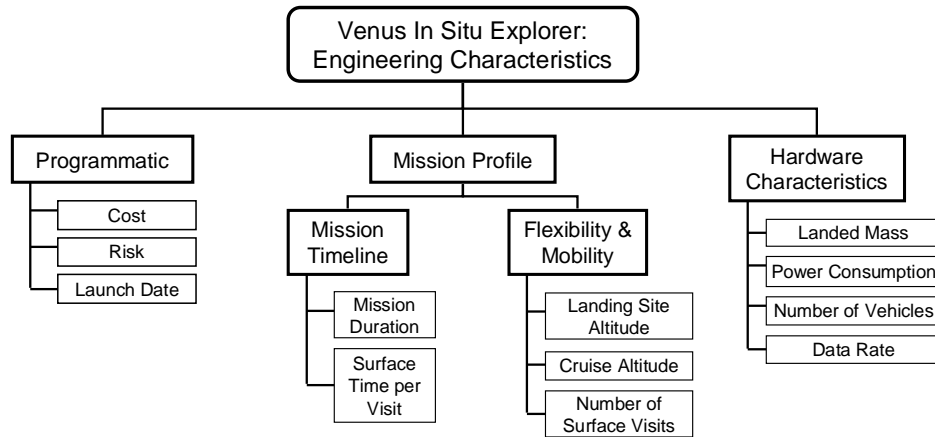 Venus In Situ Explorer:
Engineering Characteristics
Programmatic
Cost
Risk
Launch Date
Mission Profile
Mission
Timeline
Mission
Duration
Surface
Time per
Visit
Flexibility &
Mobility
Landing Site
Altitude
Cruise Altitude
Number of
Surface Visits
Hardware
Characteristics
Landed Mass
Power Consumption
Number of Vehicles
Data Rate